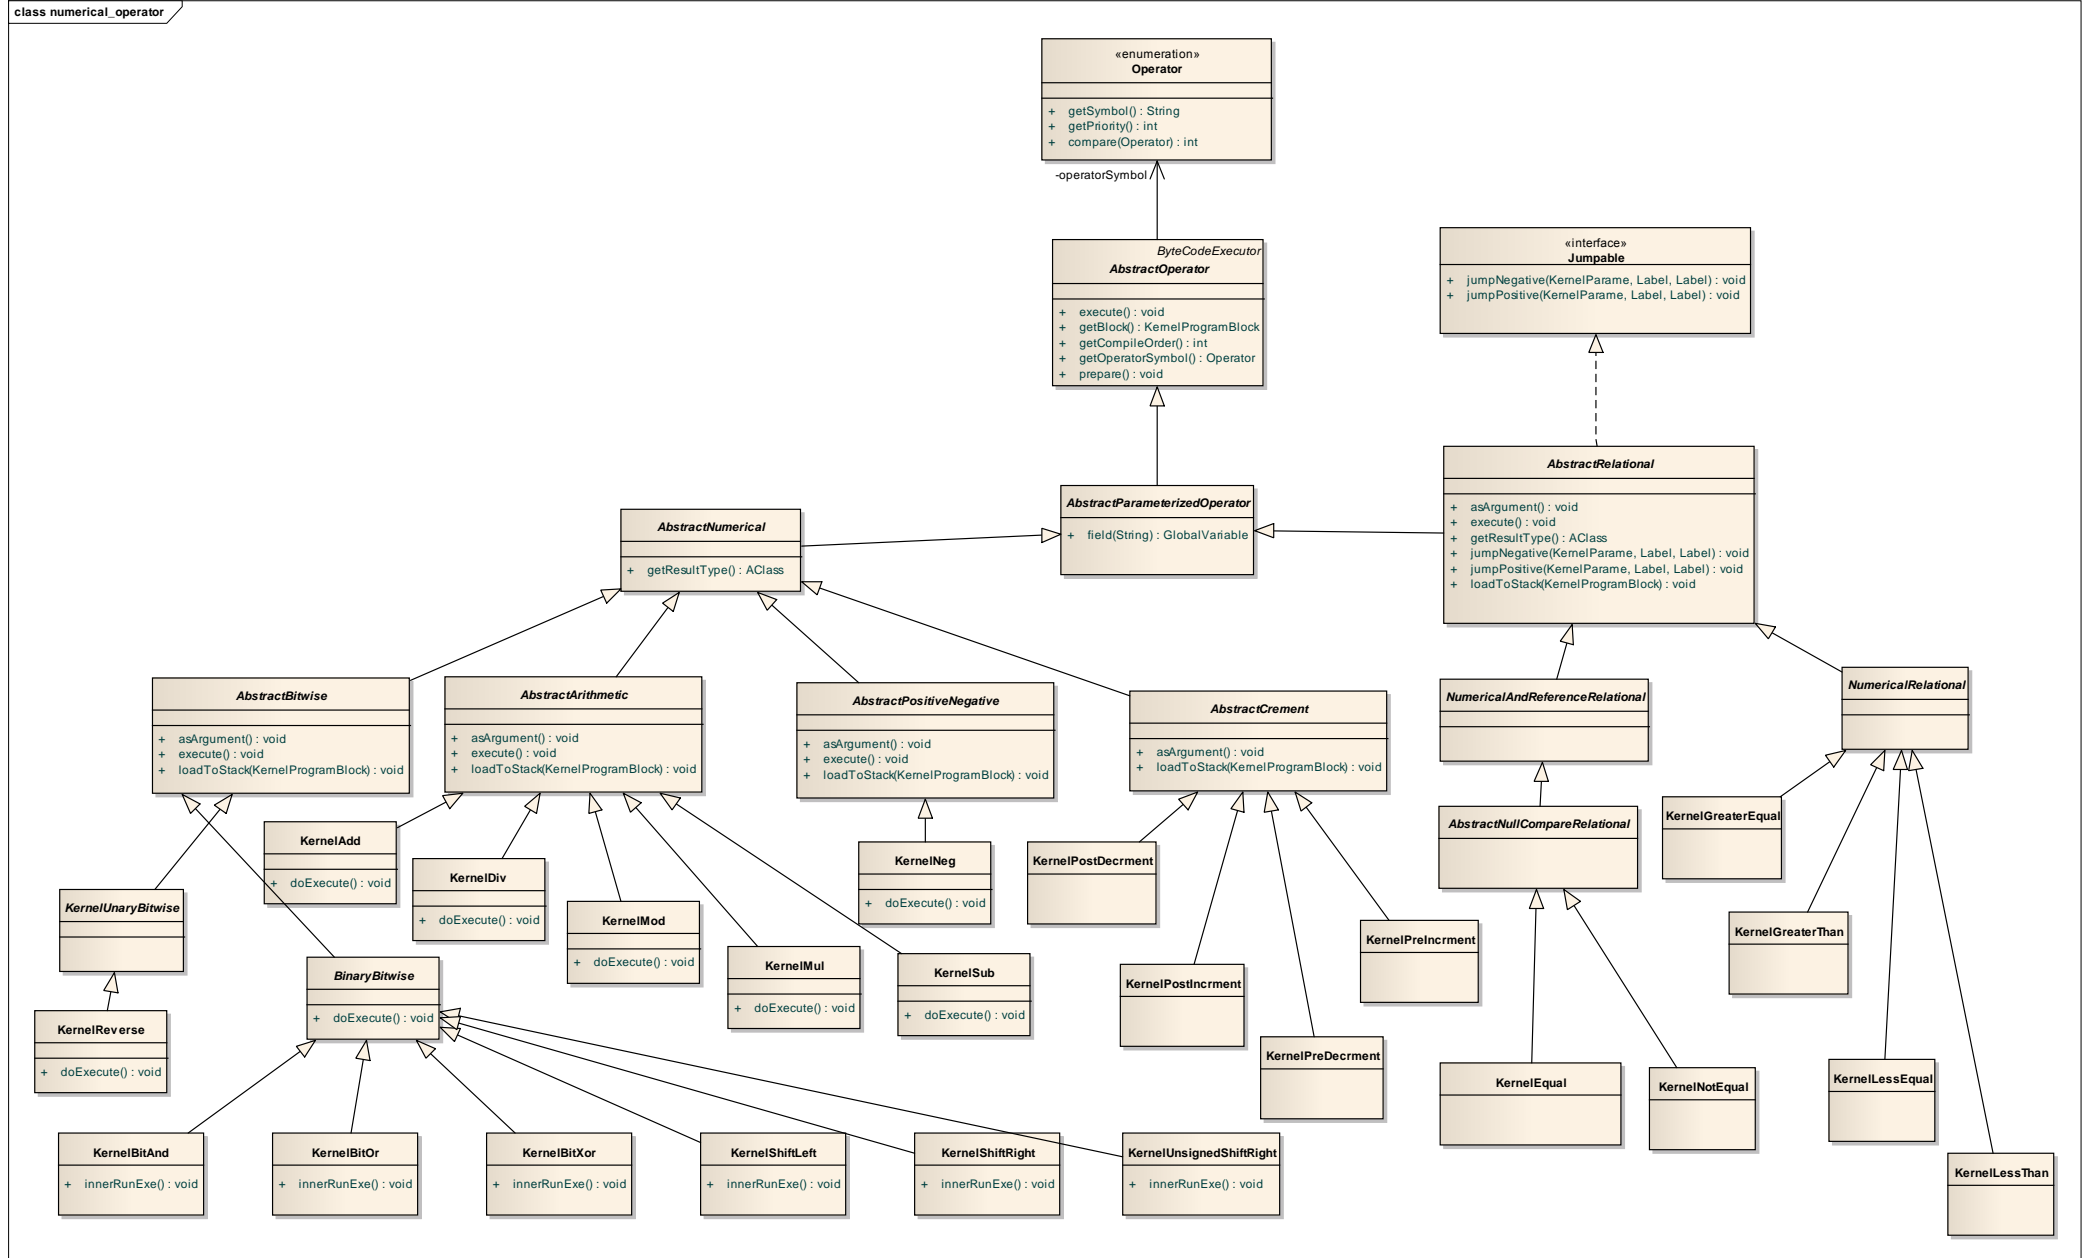 class numerical_operator
«enumeration»
Operator
+ getSymbol() : String
+ getPriority() : int
+ compare(Operator) : int
-operatorSymbol
ByteCodeExecutor
AbstractOperator
+ execute() : void
+ getBlock() : KernelProgramBlock
+ getCompileOrder() : int
+ getOperatorSymbol() : Operator
+ prepare() : void
«interface»
Jumpable
+ jumpNegative(KernelParame, Label, Label) : void
+ jumpPositive(KernelParame, Label, Label) : void
AbstractRelational
+ asArgument() : void
+ execute() : void
+ getResultType() : AClass
+ jumpNegative(KernelParame, Label, Label) : void
+ jumpPositive(KernelParame, Label, Label) : void
+ loadToStack(KernelProgramBlock) : void
AbstractParameterizedOperator
+ field(String) : GlobalVariable
AbstractNumerical
+ getResultType() : AClass
AbstractBitwise
+ asArgument() : void
+ execute() : void
+ loadToStack(KernelProgramBlock) : void
AbstractArithmetic
+ asArgument() : void
+ execute() : void
+ loadToStack(KernelProgramBlock) : void
AbstractPositiveNegative
+ asArgument() : void
+ execute() : void
+ loadToStack(KernelProgramBlock) : void
AbstractCrement
+ asArgument() : void
+ loadToStack(KernelProgramBlock) : void
NumericalAndReferenceRelational
NumericalRelational
AbstractNullCompareRelational
KernelGreaterEqual
KernelAdd
+ doExecute() : void
KernelDiv
+ doExecute() : void
KernelMod
+ doExecute() : void
KernelMul
+ doExecute() : void
KernelSub
+ doExecute() : void
KernelNeg
+ doExecute() : void
KernelPostDecrment
KernelPostIncrment
KernelPreDecrment
KernelPreIncrment
KernelGreaterThan
KernelUnaryBitwise
BinaryBitwise
+ doExecute() : void
KernelReverse
+ doExecute() : void
KernelEqual
KernelNotEqual
KernelLessEqual
KernelLessThan
KernelBitAnd
+ innerRunExe() : void
KernelBitOr
+ innerRunExe() : void
KernelBitXor
+ innerRunExe() : void
KernelShiftLeft
+ innerRunExe() : void
KernelShiftRight
+ innerRunExe() : void
KernelUnsignedShiftRight
+ innerRunExe() : void